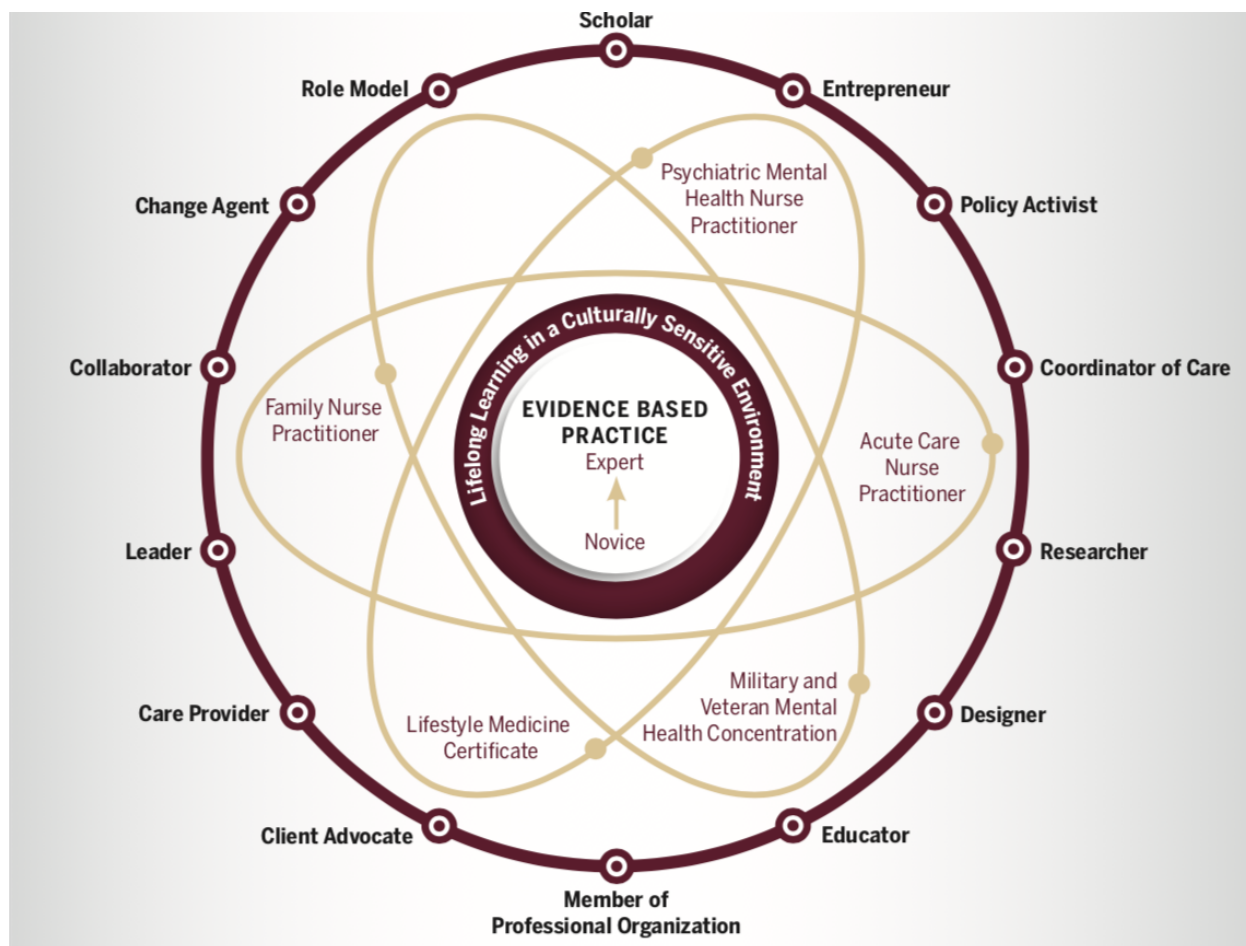 Scholar
Role Model
Entrepreneur
Psychiatric Mental
Health Nurse
Practitioner
Change Agent
Policy Activist
Lifelong Learning in a Culturally Sensitive Environment
Collaborator
Coordinator of Care
Family Nurse
Practitioner
EVIDENCE BASED
PRACTICE
Expert
Novice
Acute Care
Nurse
Practitioner
Leader
Researcher
Military and
Veteran Mental
Health Concentration
Care Provider
Lifestyle Medicine
Certificate
Designer
Client Advocate
Educator
Member of
Professional Organization